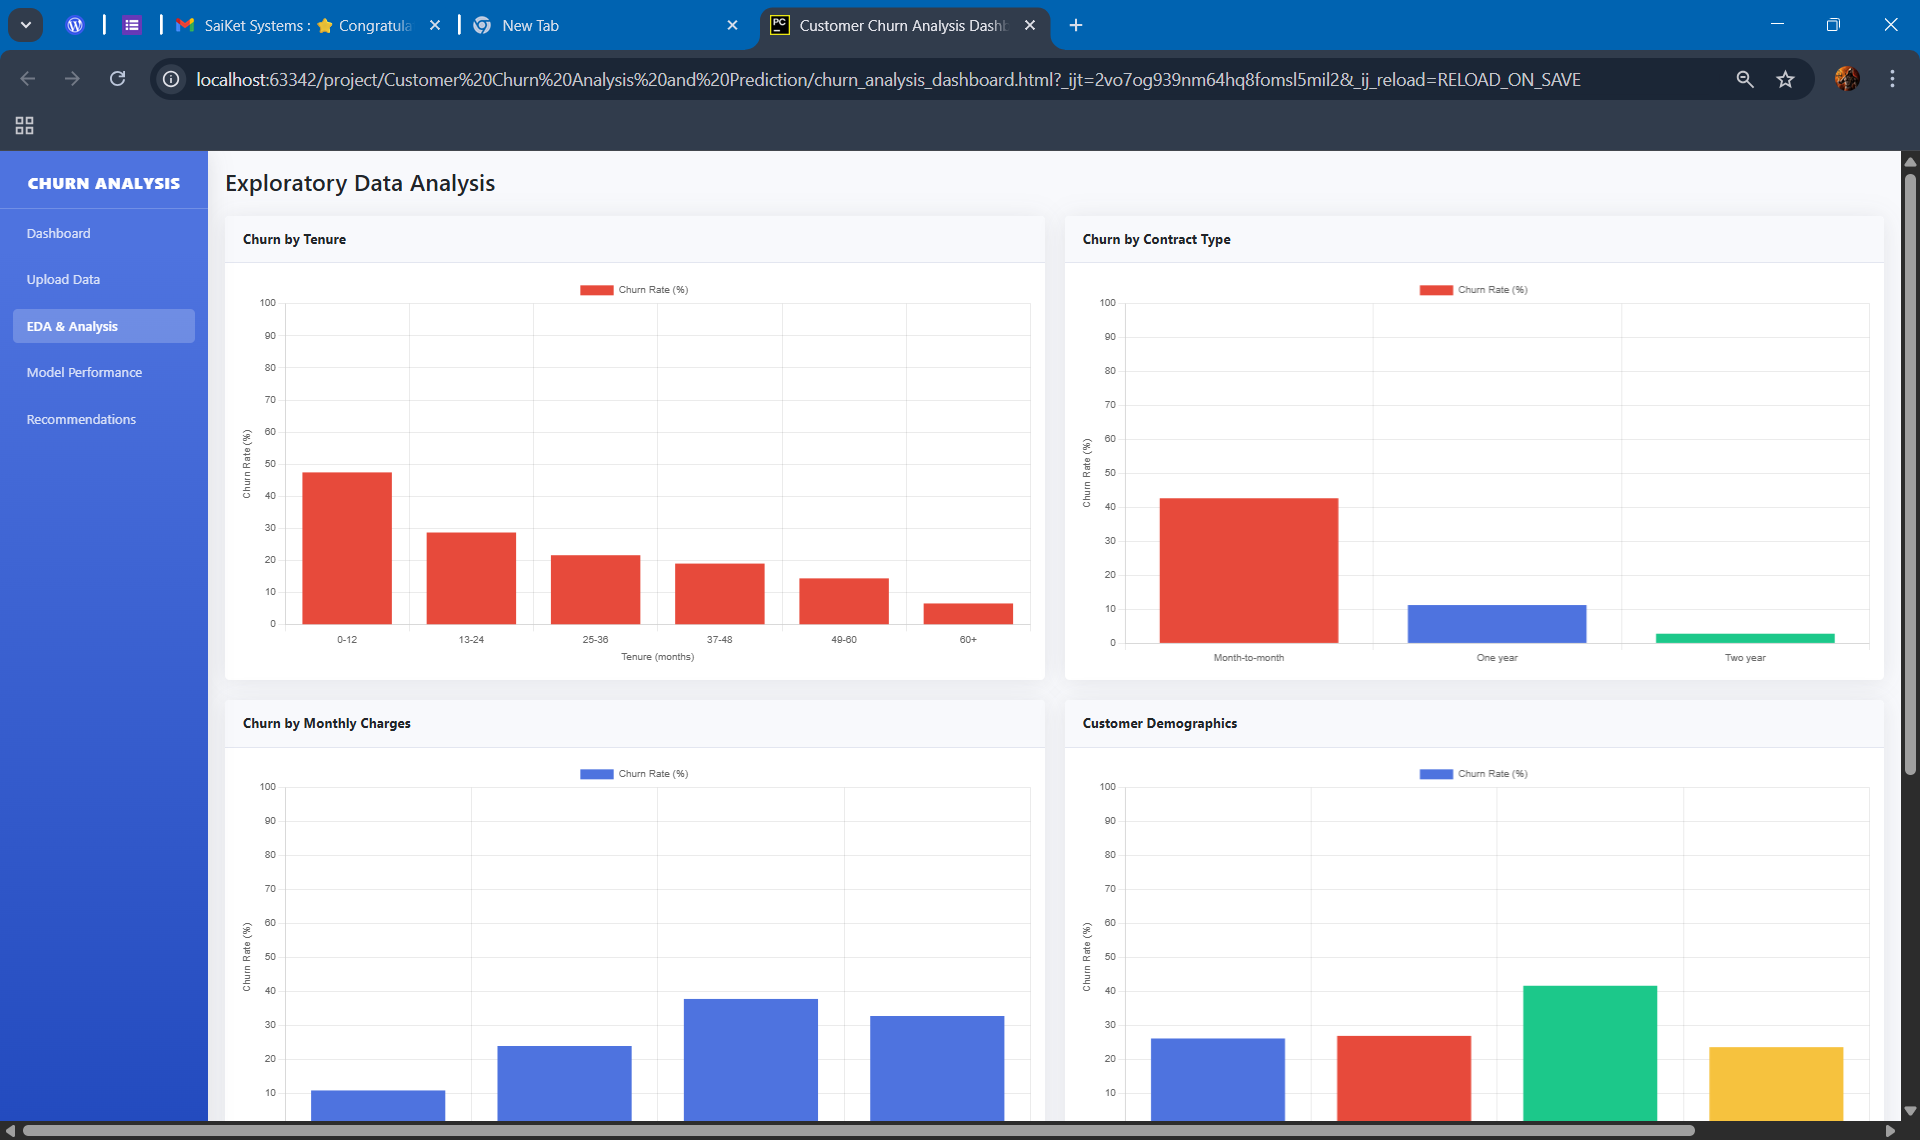 SaiKet Systems : ⭐ Congratula
New Tab
Customer Churn Analysis Dashb
localhost:63342/project/Customer%20Churn%20Analysis%20and%20Prediction/churn_analysis_dashboard.html?_ijt=2vo7og939nm64hq8fomsl5mil2&_ij_reload=RELOAD_ON_SAVE
CHURN ANALYSIS
Dashboard
Upload Data
EDA & Analysis
Model Performance
Recommendations
Exploratory Data Analysis
Churn by Tenure
Churn Rate (%)
100
90
80
70
60
50
40
30
20
10
0
Churn Rate (%)
0-12 13-24 25-36 37-48 49-60 60+
Tenure (months)
Churn by Contract Type
Churn Rate (%)
100
90
80
70
60
50
40
30
20
10
0
Churn Rate (%)
Month-to-month One year Two year
Churn by Monthly Charges
Churn Rate (%)
100
90
80
70
60
50
40
30
20
10
Churn Rate (%)
Customer Demographics
Churn Rate (%)
100
90
80
70
60
50
40
30
20
10
Churn Rate (%)